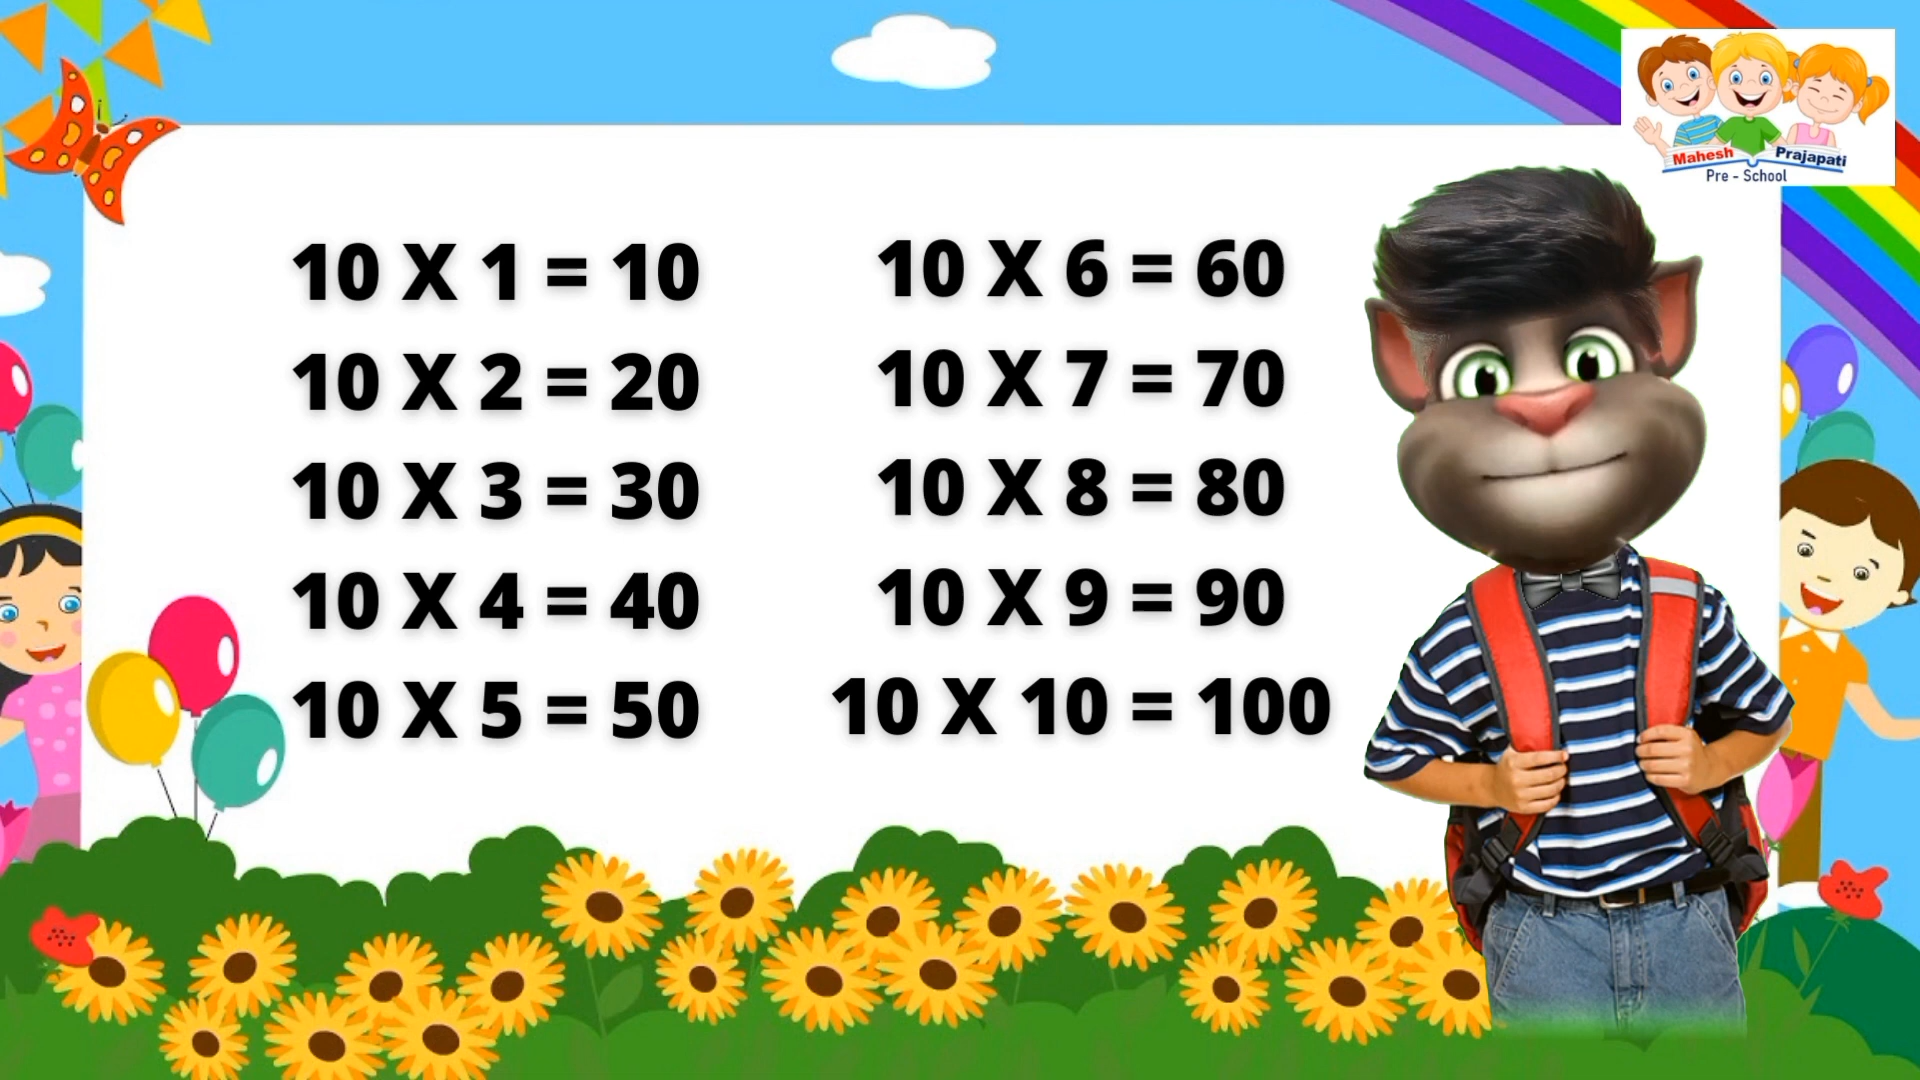 Mahesh Prajapati
Pre - School
10 X 1 = 10
10 X 2 = 20
10 X 3 = 30
10 X 4 = 40
10 X 5 = 50
10 X 6 = 60
10 X 7 = 70
10 X 8 = 80
10 X 9 = 90
10 X 10 = 100